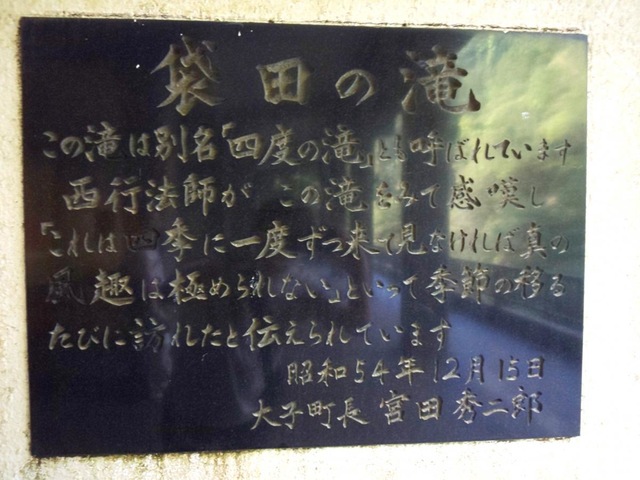 袋田の滝
この滝は別名「四度の滝」とも呼ばれています
西行法師が この滝をみて感嘆し
「これは四季に一度ずつ来て見なければ真の
風趣は極められしない」といって季節の移る
たびに訪れたと伝えられています
昭和54年12月15日
大子町長 宮田秀二郎